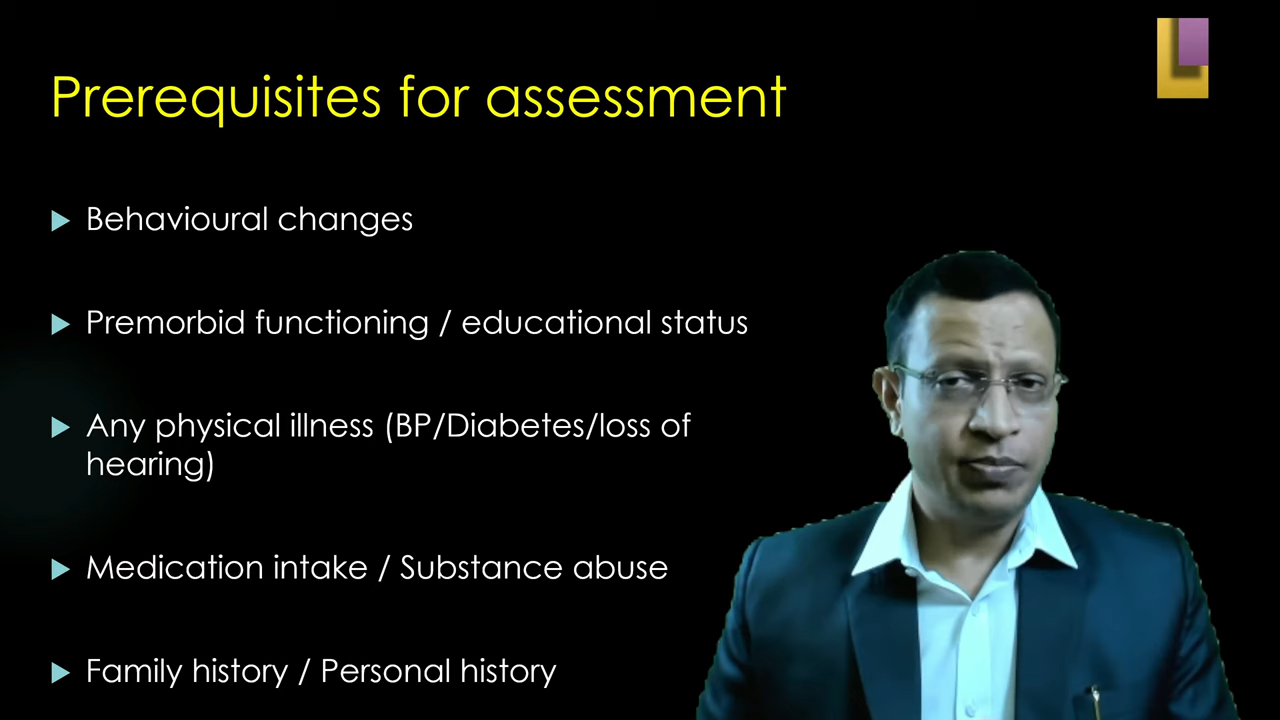 Prerequisites for assessment
Behavioural changes
Premorbid functioning / educational status
Any physical illness (BP/Diabetes/loss of
hearing)
Medication intake / Substance abuse
Family history / Personal history